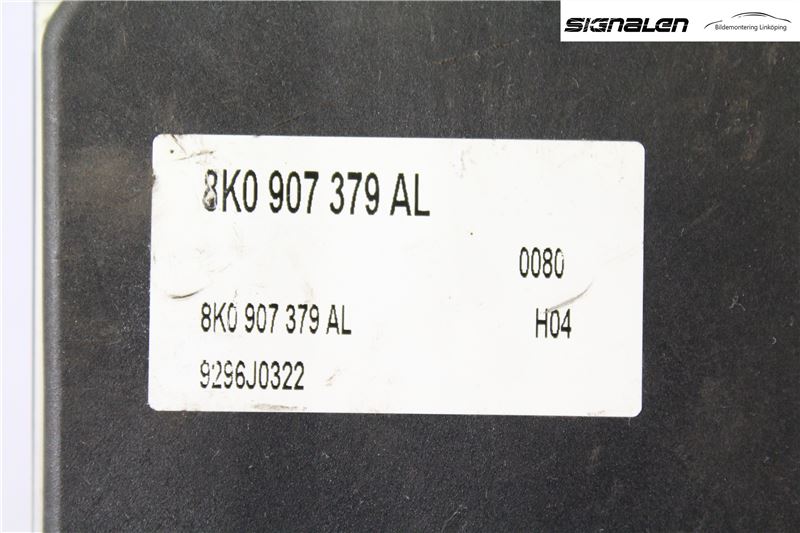 SIGNALEN
Bildemontering Linköping
8K0 907 379 AL
0080
8K0 907 379 AL
H04
9296J0322